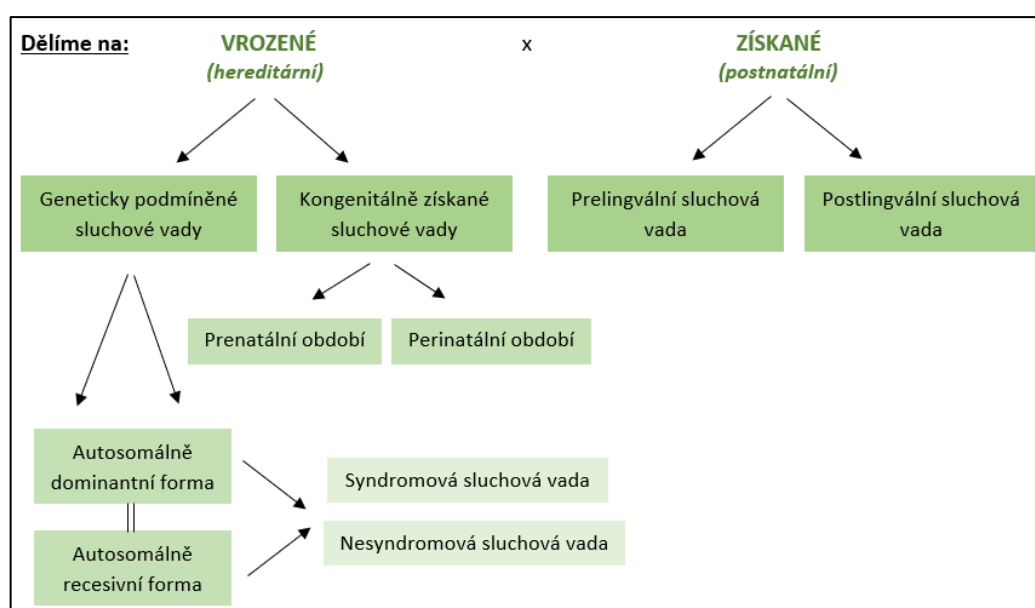 Dělíme na: VROZENÉ x ZÍSKANÉ
(hereditární) (postnatální)
Geneticky podmíněné
sluchové vady
Kongenitálně získané
sluchové vady
Prelingvální sluchová
vada
Postlingvální sluchová
vada
Prenatální období
Perinatální období
Autosomálně
dominantní forma
Syndromová sluchová vada
Nesyndromová sluchová vada
Autosomálně
recesivní forma